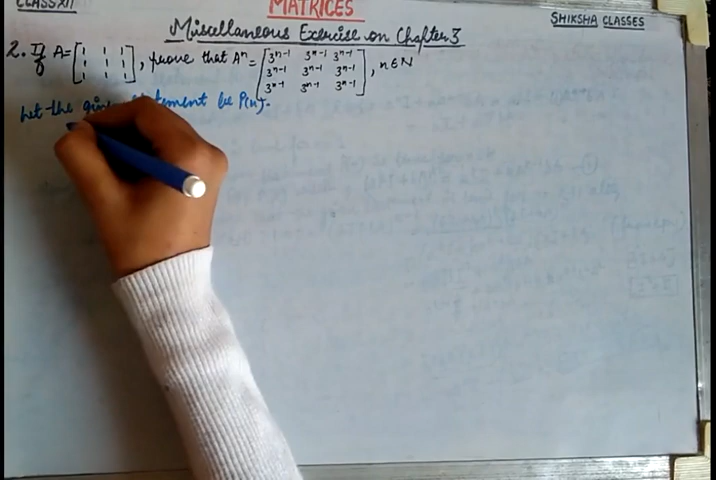 CLASS XII
MATRICES
SHIKSHA CLASSES
Miscellaneous Exercise on Chapter 3
2. If A = [1 1 1
1 1 1
1 1 1], prove that Aⁿ = [3ⁿ⁻¹ 3ⁿ⁻¹ 3ⁿ⁻¹
3ⁿ⁻¹ 3ⁿ⁻¹ 3ⁿ⁻¹
3ⁿ⁻¹ 3ⁿ⁻¹ 3ⁿ⁻¹], n ∈ N
Let the given statement be P(n).